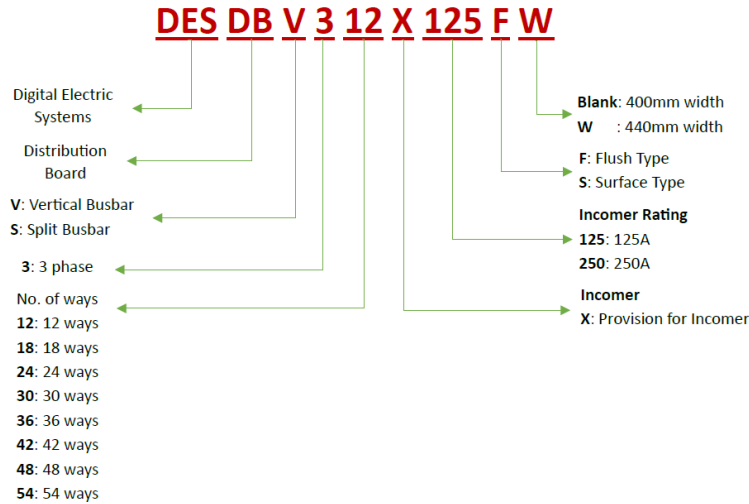 DES DB V 3 12 X 125 F W
Digital Electric
Systems
Distribution
Board
V: Vertical Busbar
S: Split Busbar
3: 3 phase
No. of ways
12: 12 ways
18: 18 ways
24: 24 ways
30: 30 ways
36: 36 ways
42: 42 ways
48: 48 ways
54: 54 ways
Blank: 400mm width
W : 440mm width
F: Flush Type
S: Surface Type
Incomer Rating
125: 125A
250: 250A
Incomer
X: Provision for Incomer